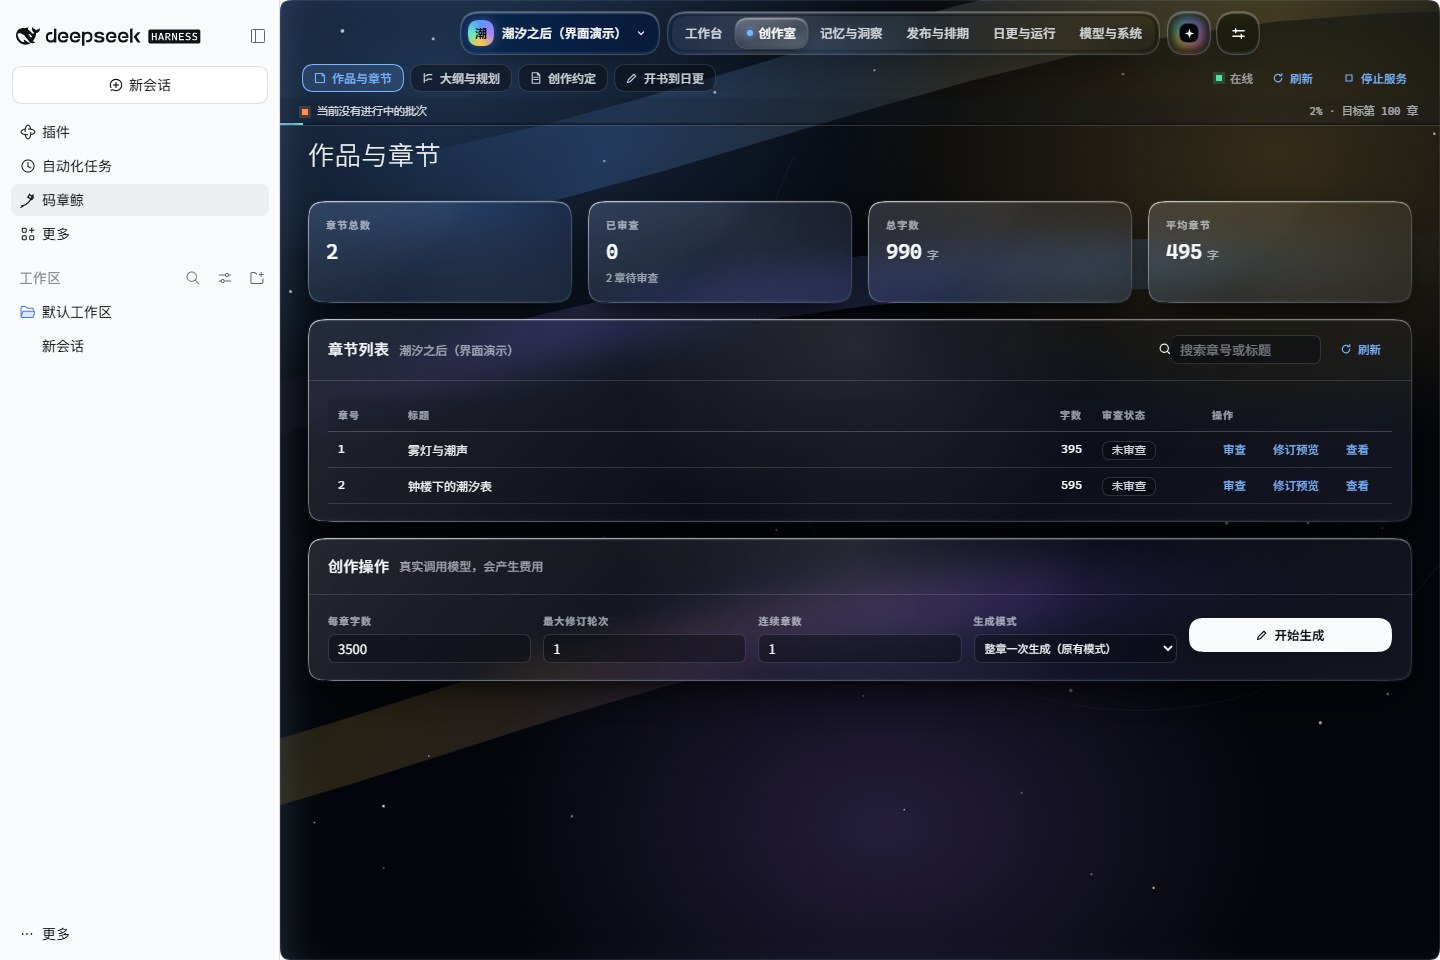 deepseek HARNESS
新会话
插件
自动化任务
码章鲸
更多
工作区
默认工作区
新会话
更多
潮 潮汐之后（界面演示）
工作台 创作室 记忆与洞察 发布与排期 日更与运行 模型与系统
作品与章节 大纲与规划 创作约定 开书到日更
在线 刷新 停止服务
当前没有进行中的批次
2% · 目标第 100 章
作品与章节
章节总数
2
已审查
0
2 章待审查
总字数
990 字
平均章节
495 字
章节列表 潮汐之后（界面演示）
搜索章号或标题 刷新
章号 标题 字数 审查状态 操作
1 雾灯与潮声 395 未审查 审查 修订预览 查看
2 钟楼下的潮汐表 595 未审查 审查 修订预览 查看
创作操作 真实调用模型，会产生费用
每章字数 最大修订轮次 连续章数 生成模式
3500 1 1 整章一次生成（原有模式） 开始生成